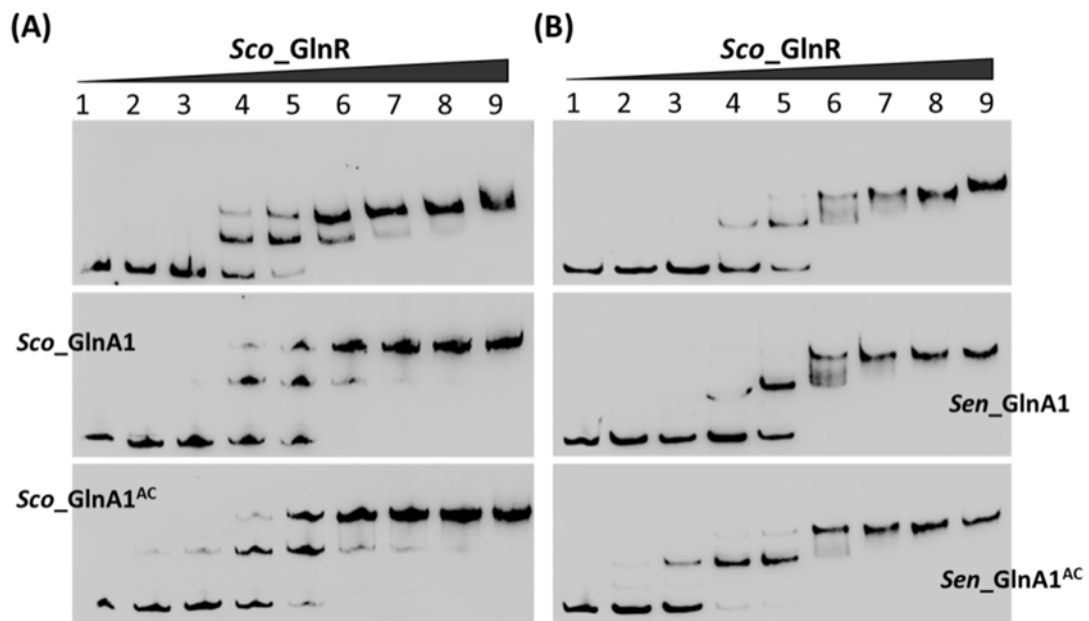 (A) (B)
Sco_GlnR Sco_GlnR
1 2 3 4 5 6 7 8 9 1 2 3 4 5 6 7 8 9
Sco_GlnA1
Sen_GlnA1
Sco_GlnA1ᴬᶜ
Sen_GlnA1ᴬᶜ